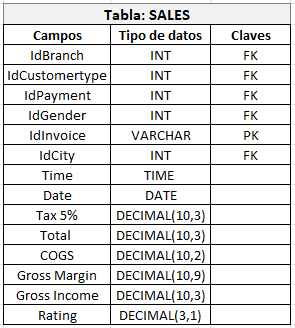 Tabla: SALES
Campos Tipo de datos Claves
IdBranch INT FK
IdCustomertype INT FK
IdPayment INT FK
IdGender INT FK
IdInvoice VARCHAR PK
IdCity INT FK
Time TIME
Date DATE
Tax 5% DECIMAL(10,3)
Total DECIMAL(10,3)
COGS DECIMAL(10,2)
Gross Margin DECIMAL(10,9)
Gross Income DECIMAL(10,3)
Rating DECIMAL(3,1)